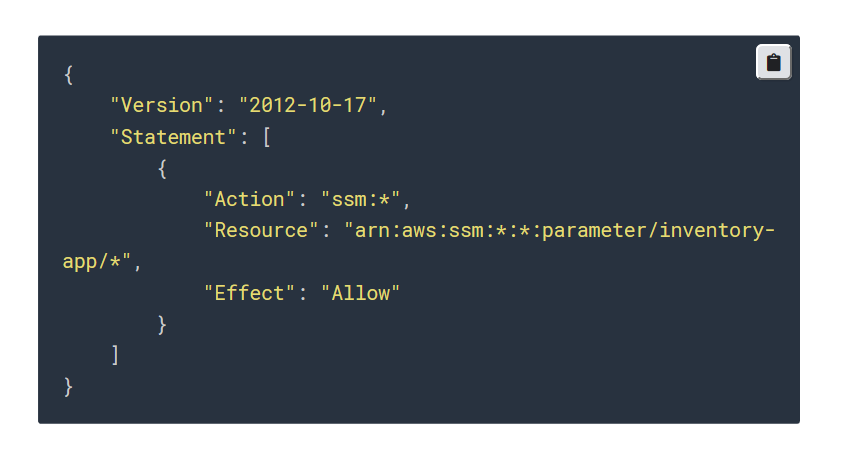 {
    "Version": "2012-10-17",
    "Statement": [
        {
            "Action": "ssm:*",
            "Resource": "arn:aws:ssm:*:*:parameter/inventory-
app/*",
            "Effect": "Allow"
        }
    ]
}